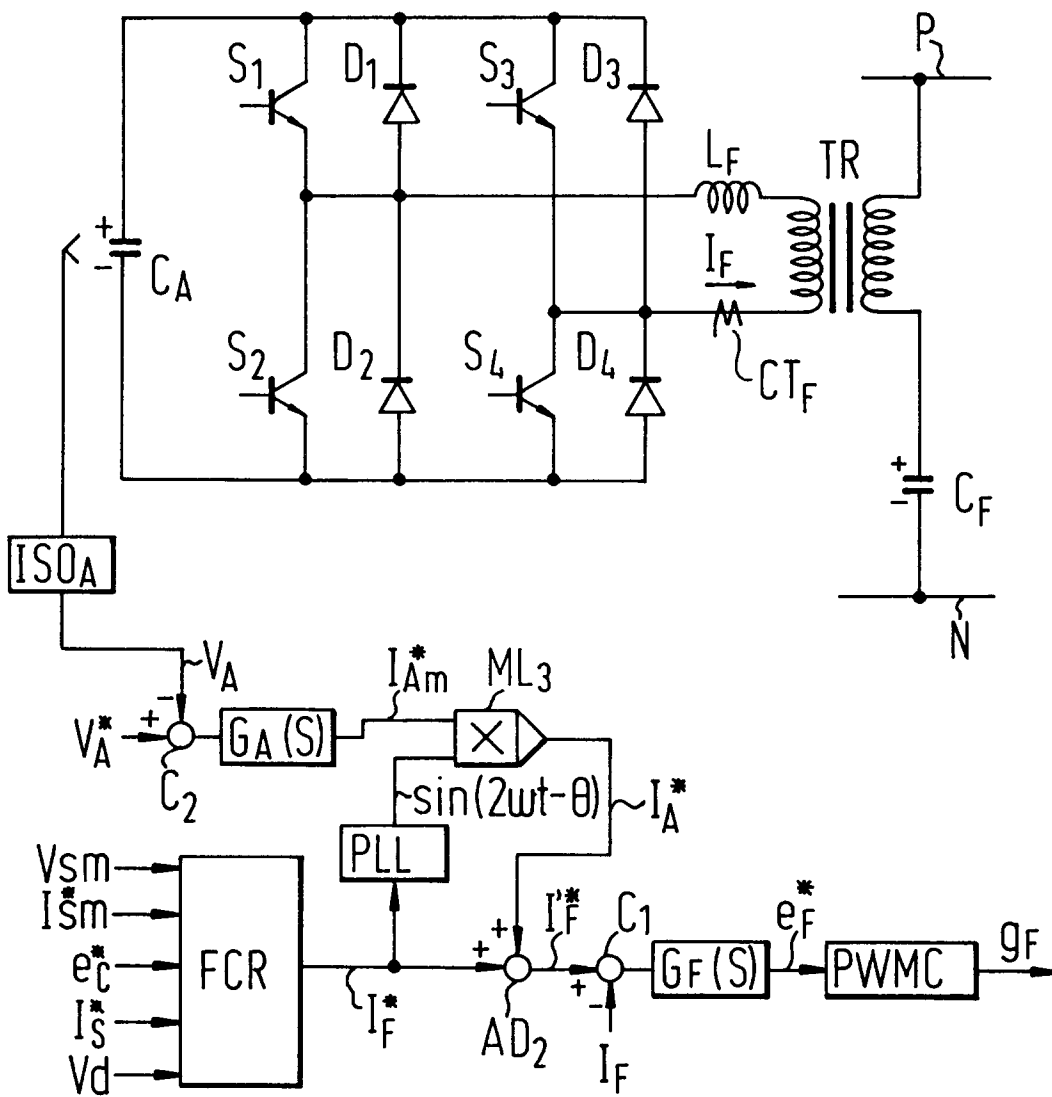 P
S1 D1 S3 D3
LF TR
+
-
CA
IF
S2 D2 S4 D4
CTF
+
-
CF
ISOA
N
VA
I*Am ML3
-
V*A +
GA(S)
×
C2
sin(2wt-θ)
I*A
PLL
Vsm
I*sm
e*c
I*s
Vd
FCR
I*F
+
+
AD2
I'*F
C1
+
-
IF
GF(S)
e*F
PWMC
gF